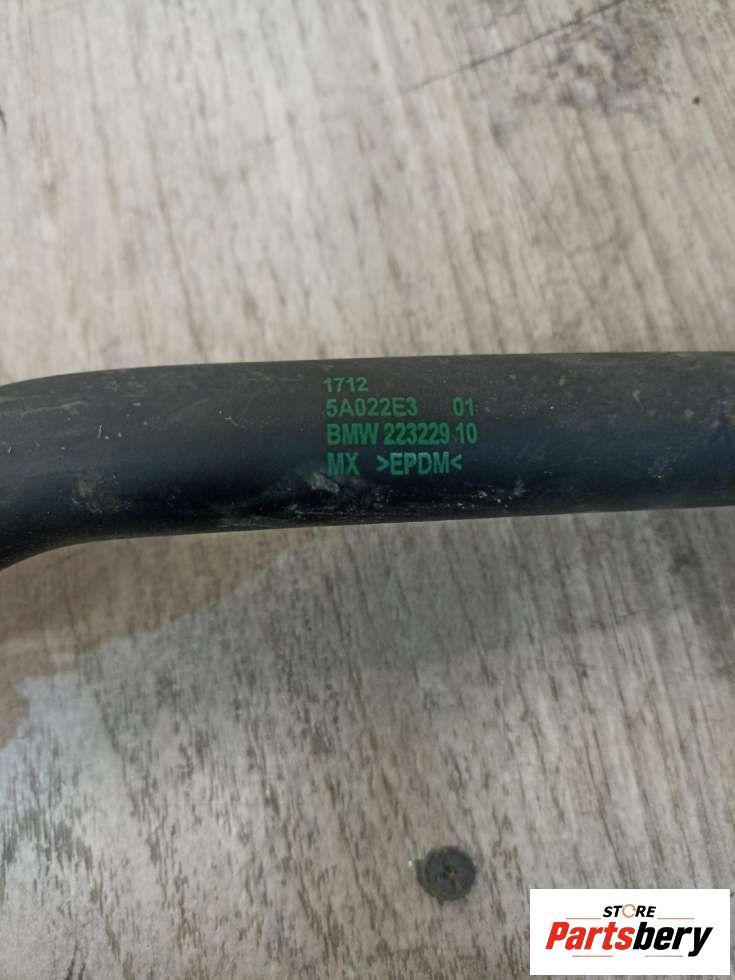 1712
5A022E3 01
BMW 223229 10
MX >EPDM<
STORE
Partsbery